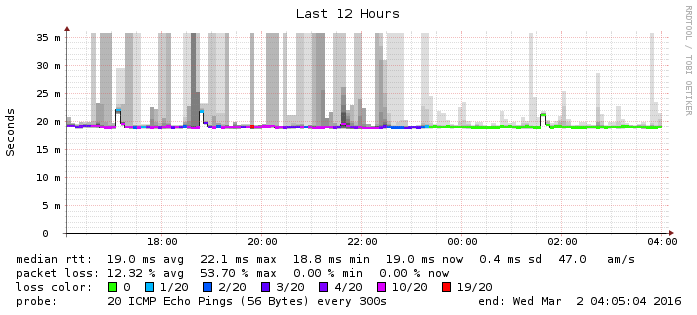 Last 12 Hours
RRDTOOL / TOBI OETIKER
Seconds
35 m
30 m
25 m
20 m
15 m
10 m
5 m
0
18:00 20:00 22:00 00:00 02:00 04:00
median rtt: 19.0 ms avg 22.1 ms max 18.8 ms min 19.0 ms now 0.4 ms sd 47.0 am/s
packet loss: 12.32 % avg 53.70 % max 0.00 % min 0.00 % now
loss color: 0 1/20 2/20 3/20 4/20 10/20 19/20
probe: 20 ICMP Echo Pings (56 Bytes) every 300s end: Wed Mar 2 04:05:04 2016